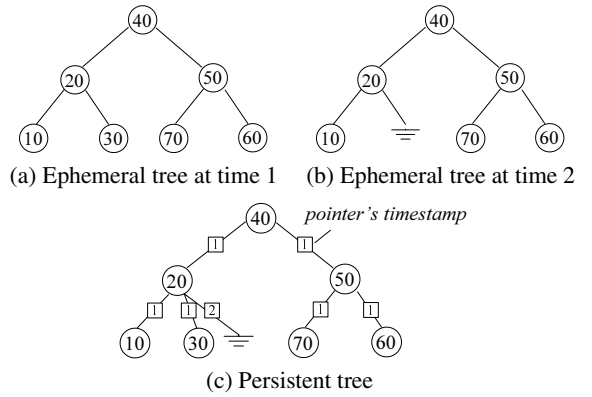 40 40
20 50 20 50
10 30 70 60 10 70 60
(a) Ephemeral tree at time 1 (b) Ephemeral tree at time 2
40 pointer's timestamp
1 1
20 50
1 1 2 1 1
10 30 70 60
(c) Persistent tree